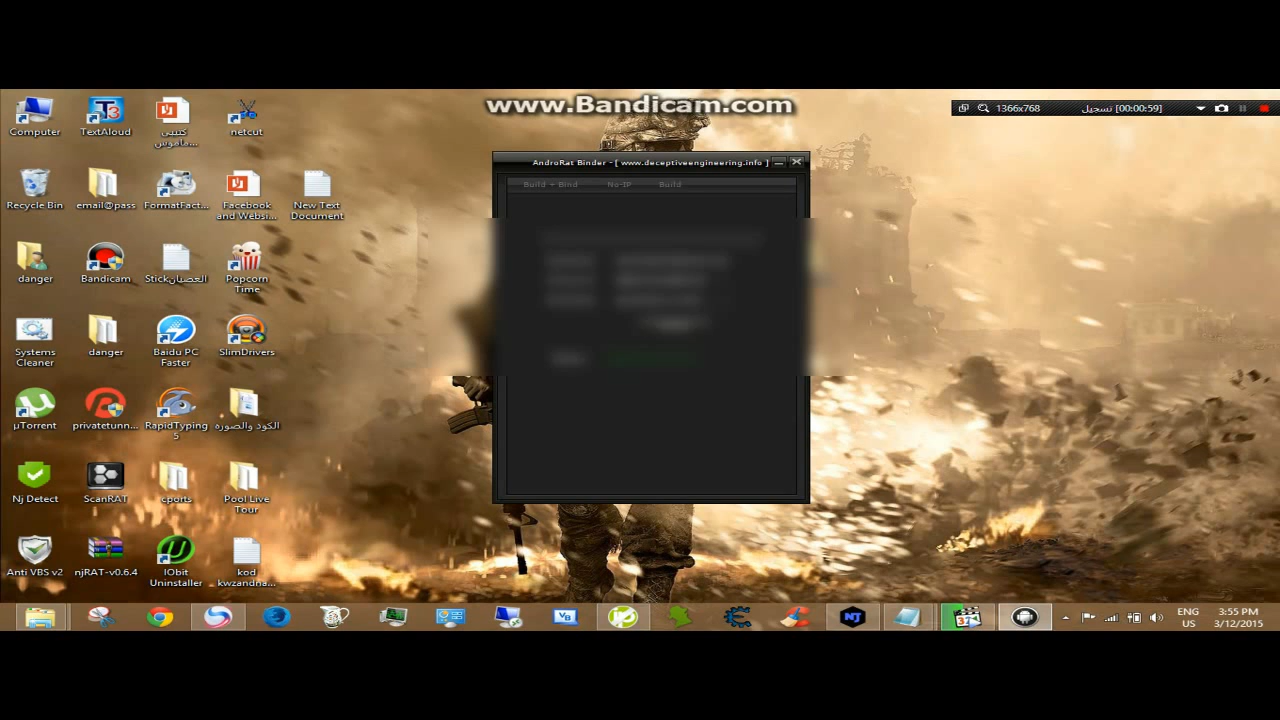 www.Bandicam.com
1366x768
تسجيل [00:00:59]
AndroRat Binder - [ www.deceptiveengineering.info ]
Build + Bind
No-IP
Build
Computer
TextAloud
netcut
Recycle Bin
email@pass
FormatFact...
Facebook
and Websi...
New Text
Document
danger
Bandicam
Stickالعصيان
Popcorn
Time
Systems
Cleaner
danger
Baidu PC
Faster
SlimDrivers
µTorrent
privatetunn...
RapidTyping
5
الكود والصوره
Nj Detect
ScanRAT
cports
Pool Live
Tour
Anti VBS v2
njRAT-v0.6.4
IObit
Uninstaller
kod
kwzandna...
ENG
US
3:55 PM
3/12/2015